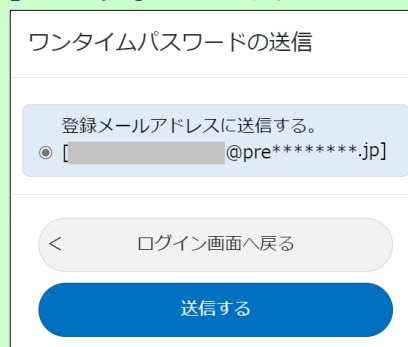 ワンタイムパスワードの送信
登録メールアドレスに送信する。
[ @pre********.jp]
< ログイン画面へ戻る
送信する